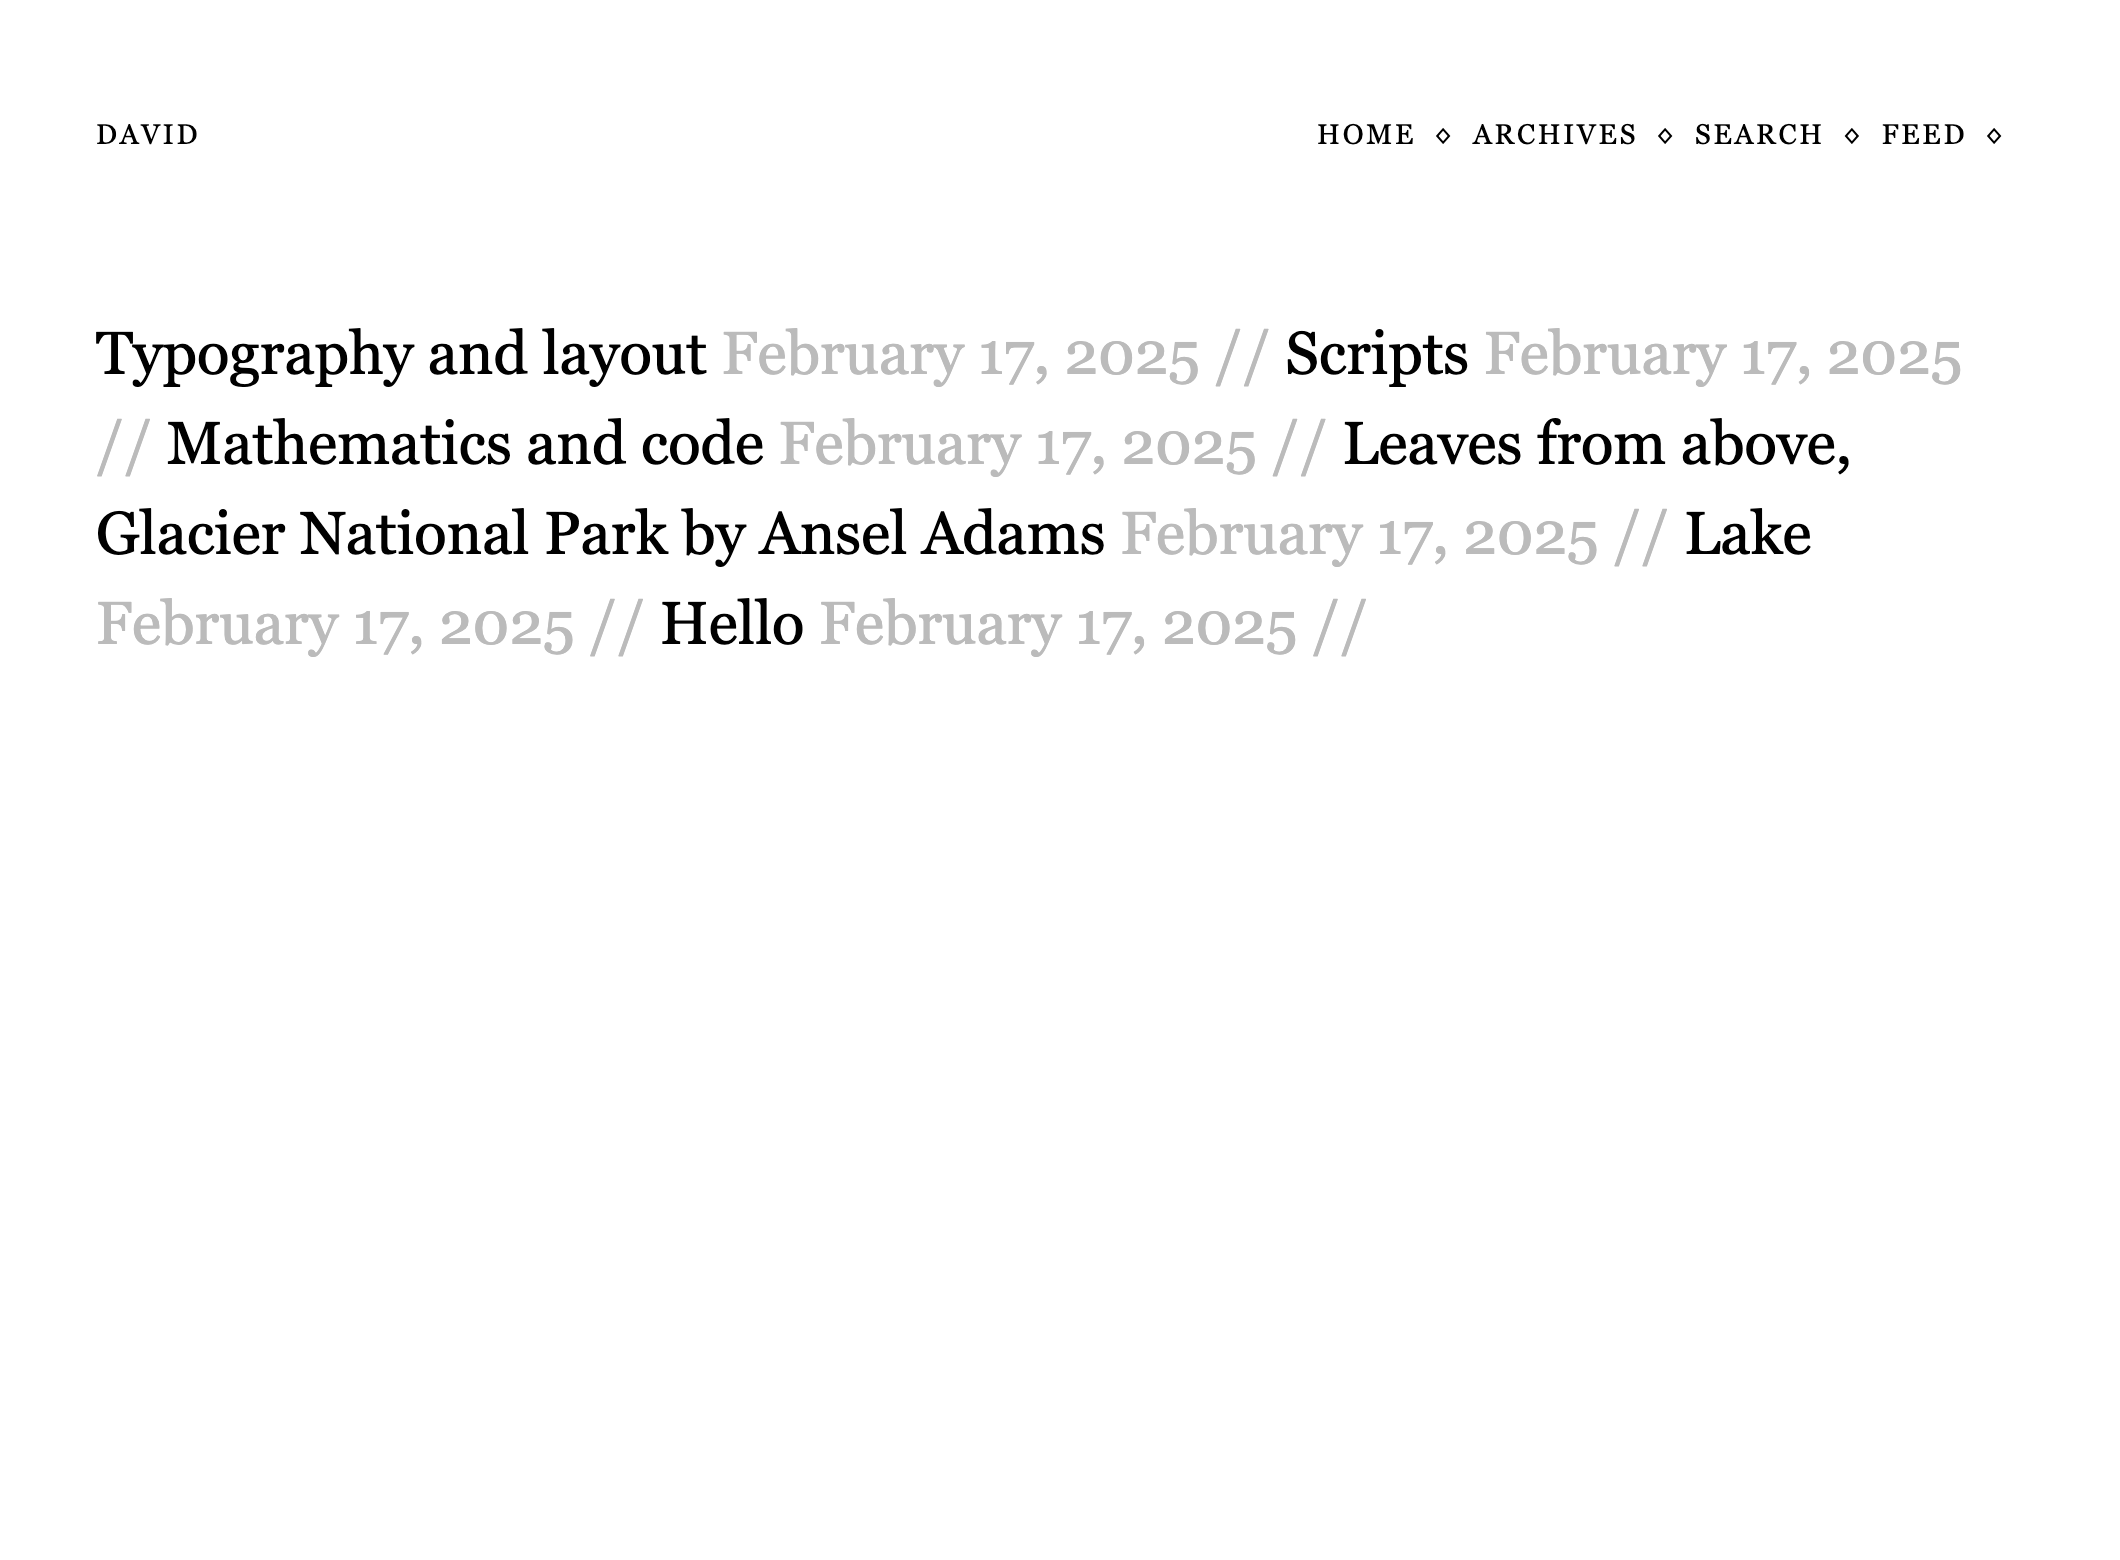 DAVID
HOME ⋄ ARCHIVES ⋄ SEARCH ⋄ FEED ⋄
Typography and layout February 17, 2025 // Scripts February 17, 2025
// Mathematics and code February 17, 2025 // Leaves from above,
Glacier National Park by Ansel Adams February 17, 2025 // Lake
February 17, 2025 // Hello February 17, 2025 //